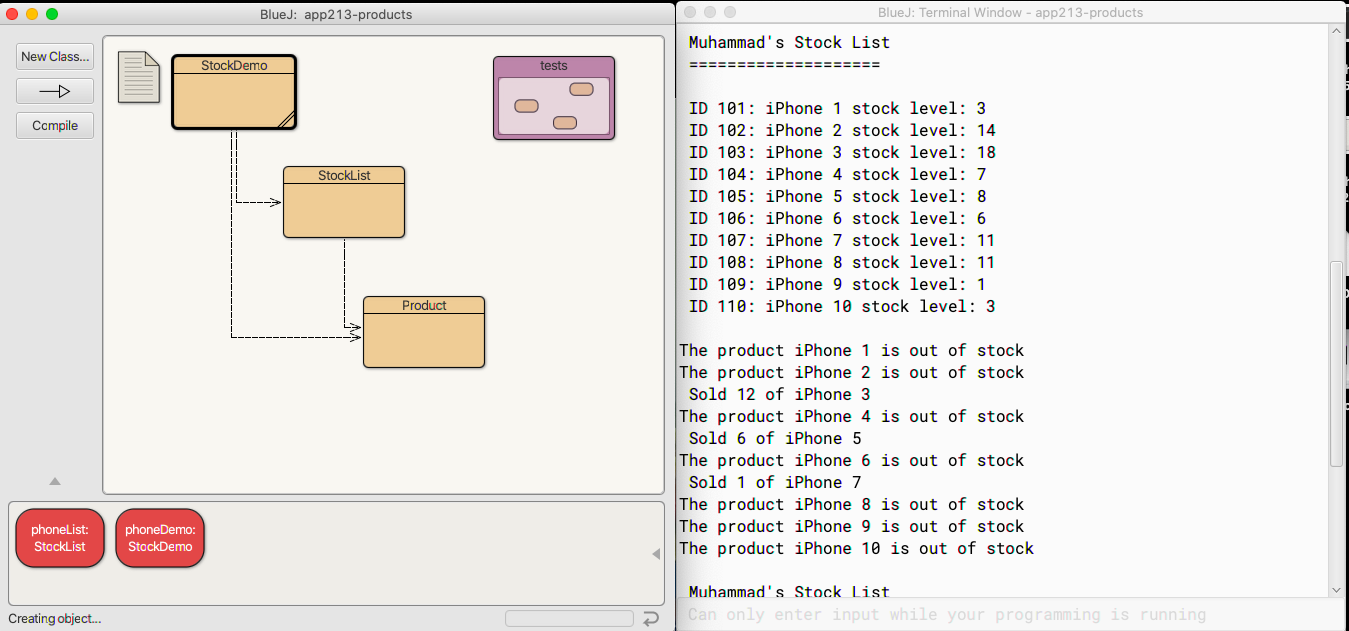 BlueJ: app213-products
New Class...
Compile
StockDemo
tests
StockList
Product
phoneList:
StockList
phoneDemo:
StockDemo
Creating object...
BlueJ: Terminal Window - app213-products
Muhammad's Stock List
====================
ID 101: iPhone 1 stock level: 3
ID 102: iPhone 2 stock level: 14
ID 103: iPhone 3 stock level: 18
ID 104: iPhone 4 stock level: 7
ID 105: iPhone 5 stock level: 8
ID 106: iPhone 6 stock level: 6
ID 107: iPhone 7 stock level: 11
ID 108: iPhone 8 stock level: 11
ID 109: iPhone 9 stock level: 1
ID 110: iPhone 10 stock level: 3
The product iPhone 1 is out of stock
The product iPhone 2 is out of stock
Sold 12 of iPhone 3
The product iPhone 4 is out of stock
Sold 6 of iPhone 5
The product iPhone 6 is out of stock
Sold 1 of iPhone 7
The product iPhone 8 is out of stock
The product iPhone 9 is out of stock
The product iPhone 10 is out of stock
Muhammad's Stock List
Can only enter input while your programming is running